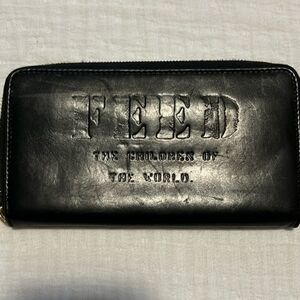 FEED
THE CHILDREN OF
THE WORLD.